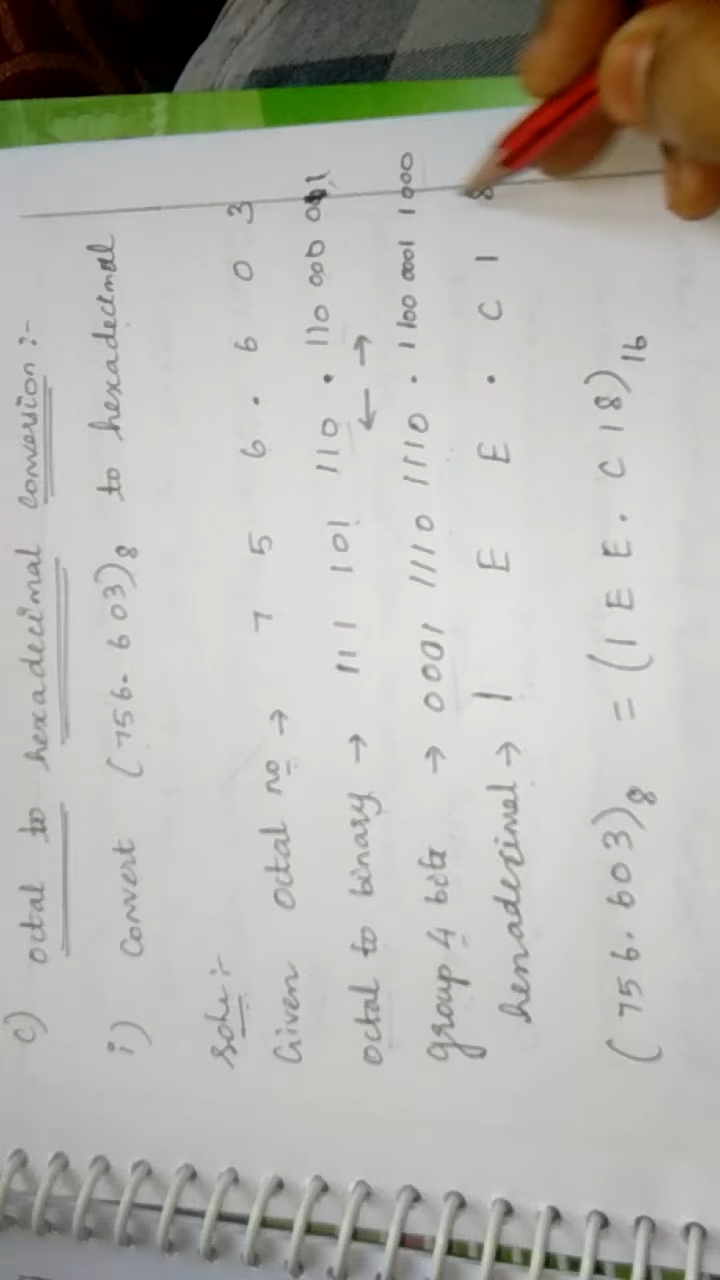 c) octal to hexadecimal conversion :-
i) Convert (756.603)8 to hexadecimal
Soln :-
Given octal no → 7 5 6 . 6 0 3
octal to binary → 111 101 110 . 110 000 011
← →
group 4 bits → 0001 1110 1110 . 1100 0001 1000
hexadecimal → 1 E E . C 1 8
(756.603)8 = (1EE.C18)16